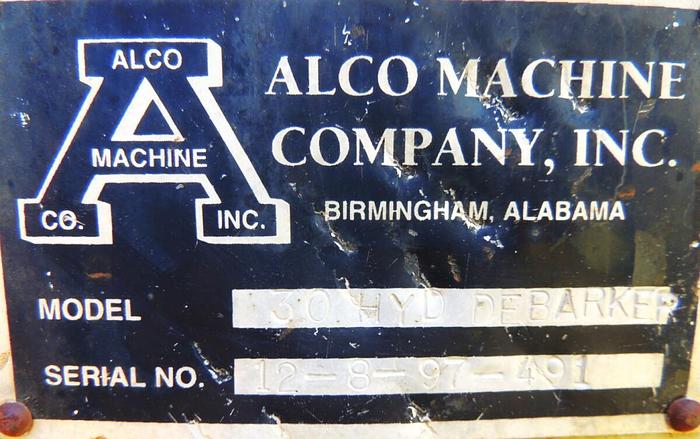 ALCO
MACHINE
CO.
INC.
ALCO MACHINE
COMPANY, INC.
BIRMINGHAM, ALABAMA
MODEL 30 HYD DEBARKER
SERIAL NO. 12-8-97-491